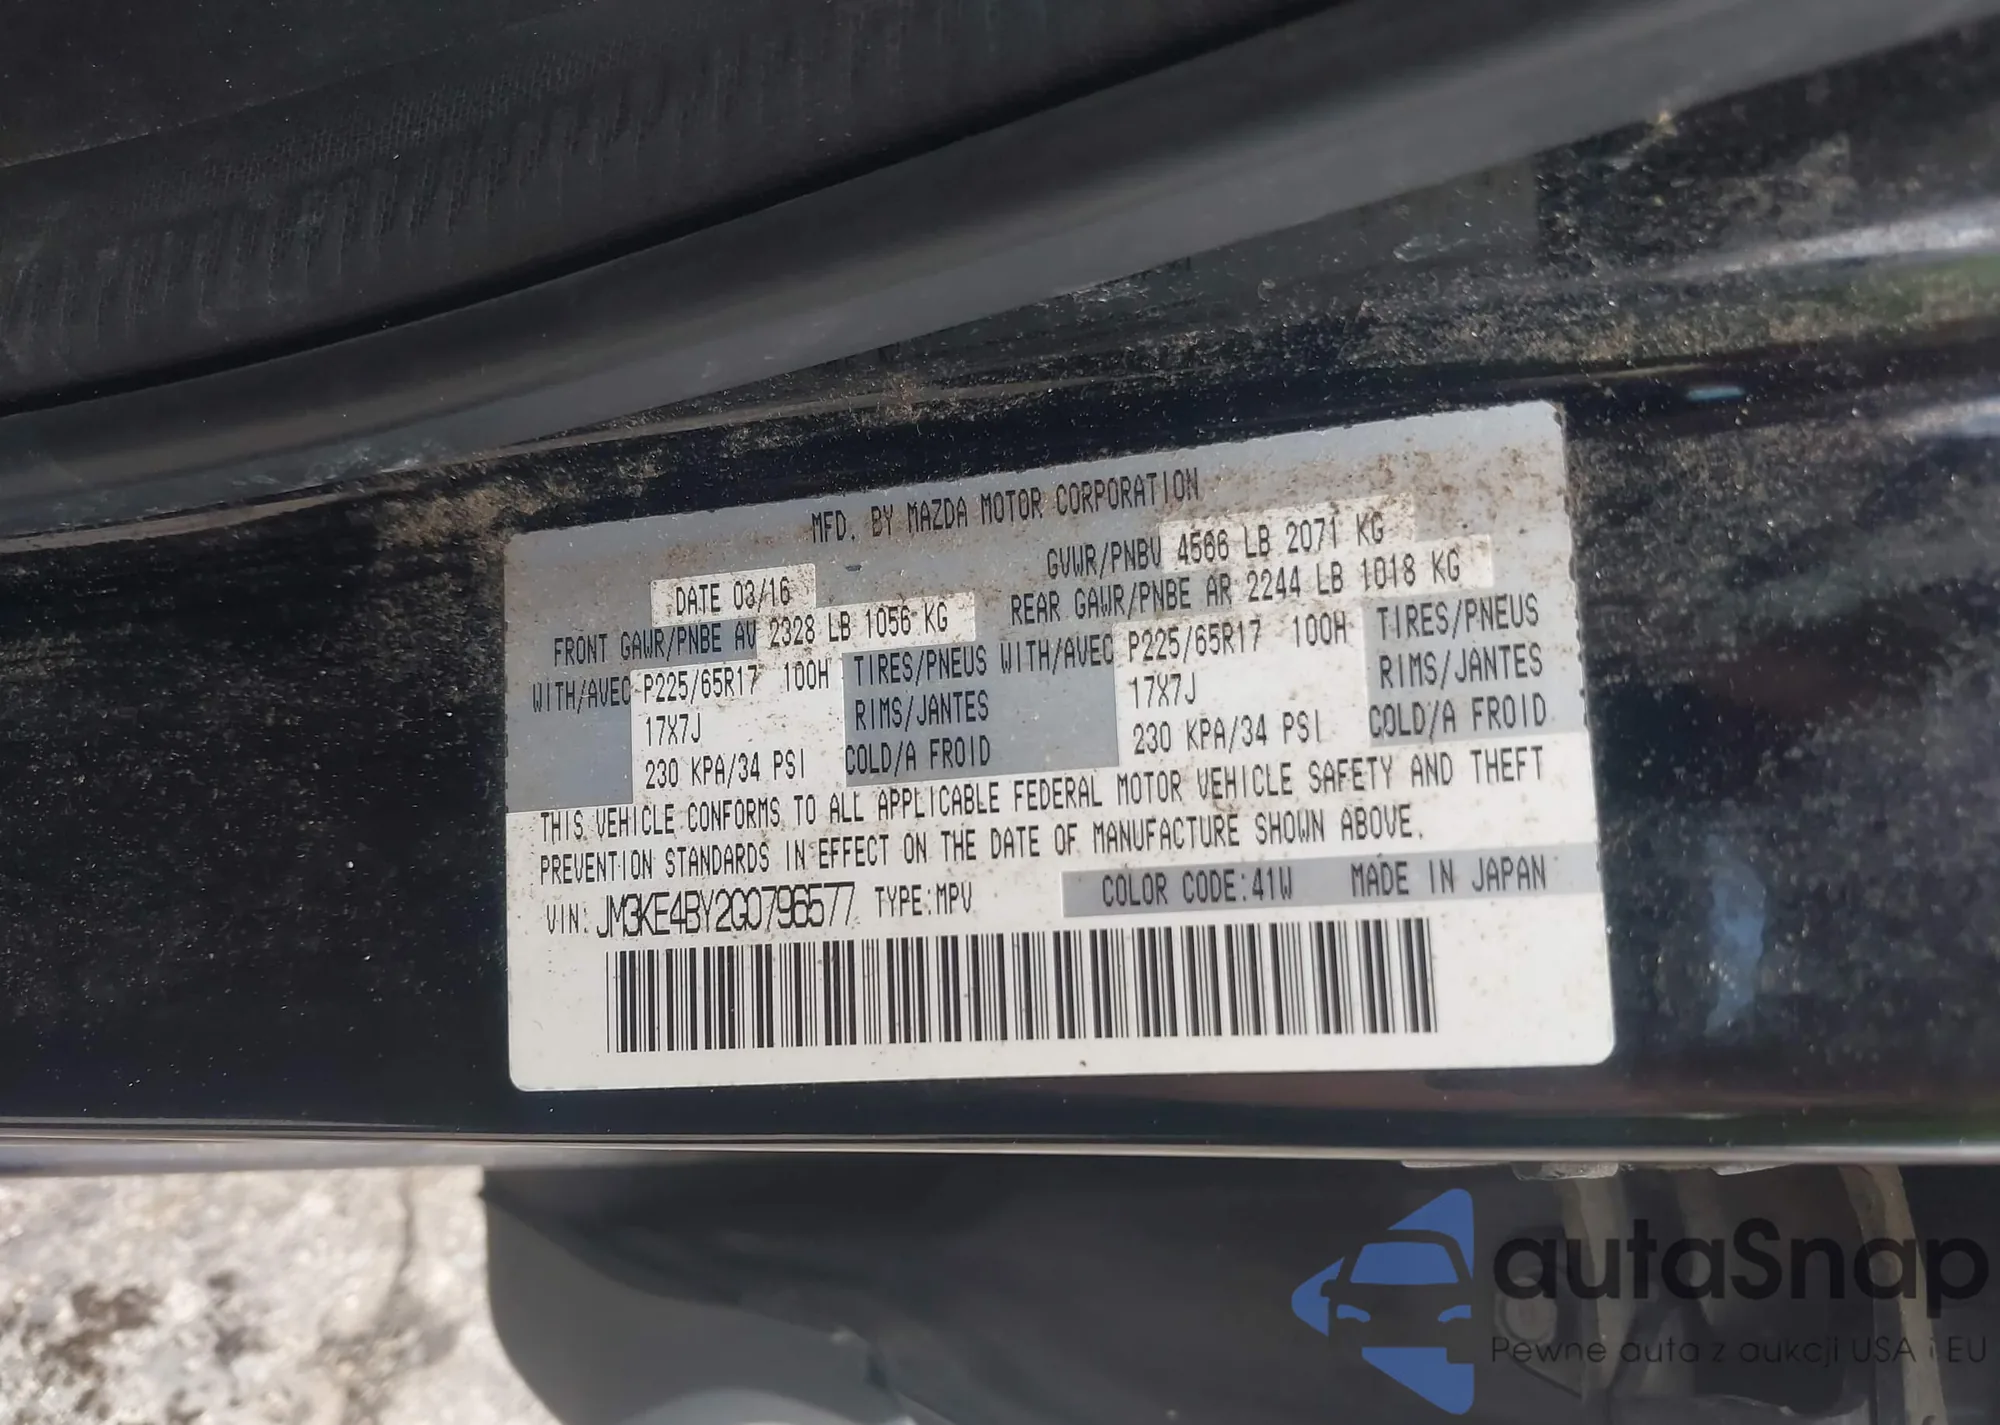 MFD. BY MAZDA MOTOR CORPORATION
DATE 03/16 GVWR/PNBV 4566 LB 2071 KG
FRONT GAWR/PNBE AV 2328 LB 1056 KG REAR GAWR/PNBE AR 2244 LB 1018 KG
WITH/AVEC P225/65R17 100H TIRES/PNEUS WITH/AVEC P225/65R17 100H TIRES/PNEUS
17X7J RIMS/JANTES 17X7J RIMS/JANTES
230 KPA/34 PSI COLD/A FROID 230 KPA/34 PSI COLD/A FROID
THIS VEHICLE CONFORMS TO ALL APPLICABLE FEDERAL MOTOR VEHICLE SAFETY AND THEFT
PREVENTION STANDARDS IN EFFECT ON THE DATE OF MANUFACTURE SHOWN ABOVE.
VIN: JM3KE4BY2G0796577 TYPE:MPV COLOR CODE:41W MADE IN JAPAN
autaSnap
Pewne auta z aukcji USA i EU